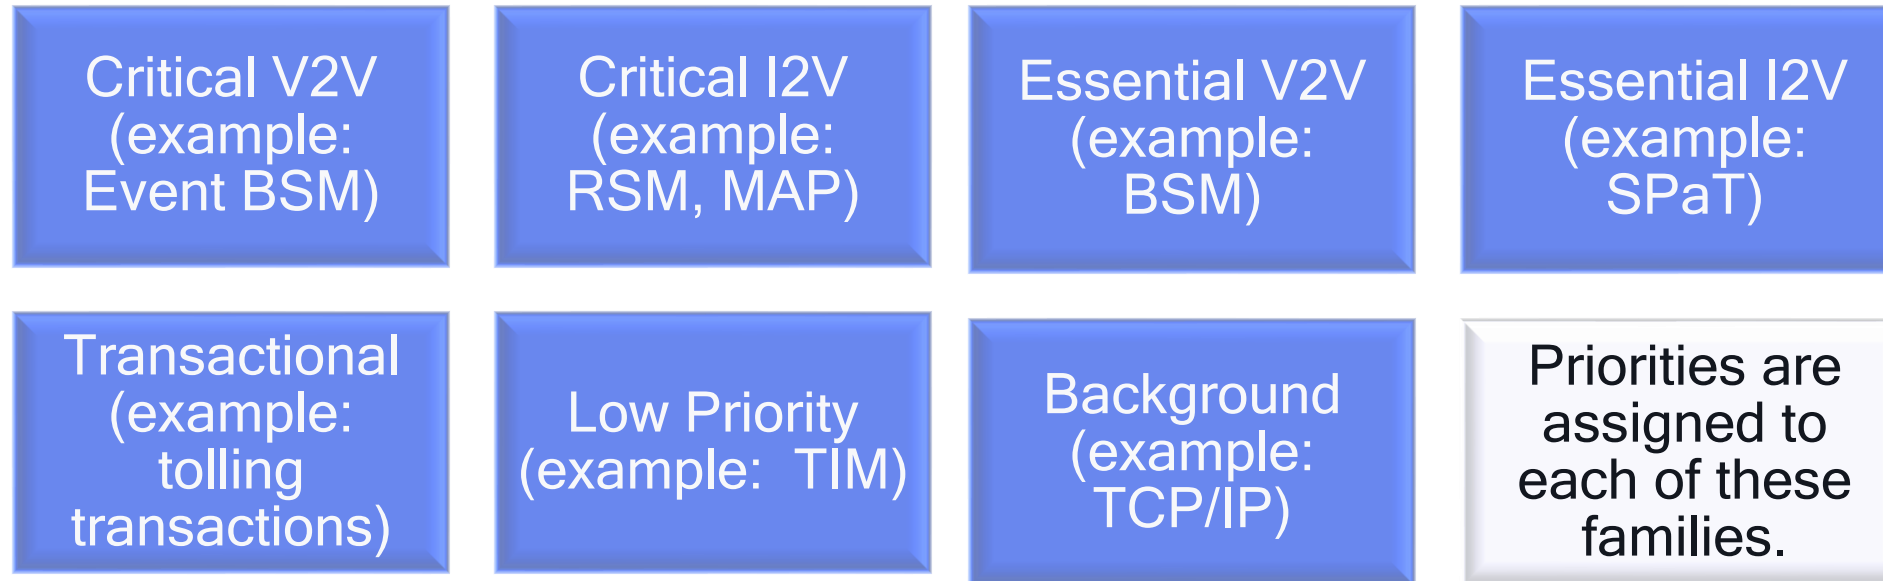 Critical V2V
(example:
Event BSM)
Critical I2V
(example:
RSM, MAP)
Essential V2V
(example:
BSM)
Essential I2V
(example:
SPaT)
Transactional
(example:
tolling
transactions)
Low Priority
(example:  TIM)
Background
(example:
TCP/IP)
Priorities are
assigned to
each of these
families.